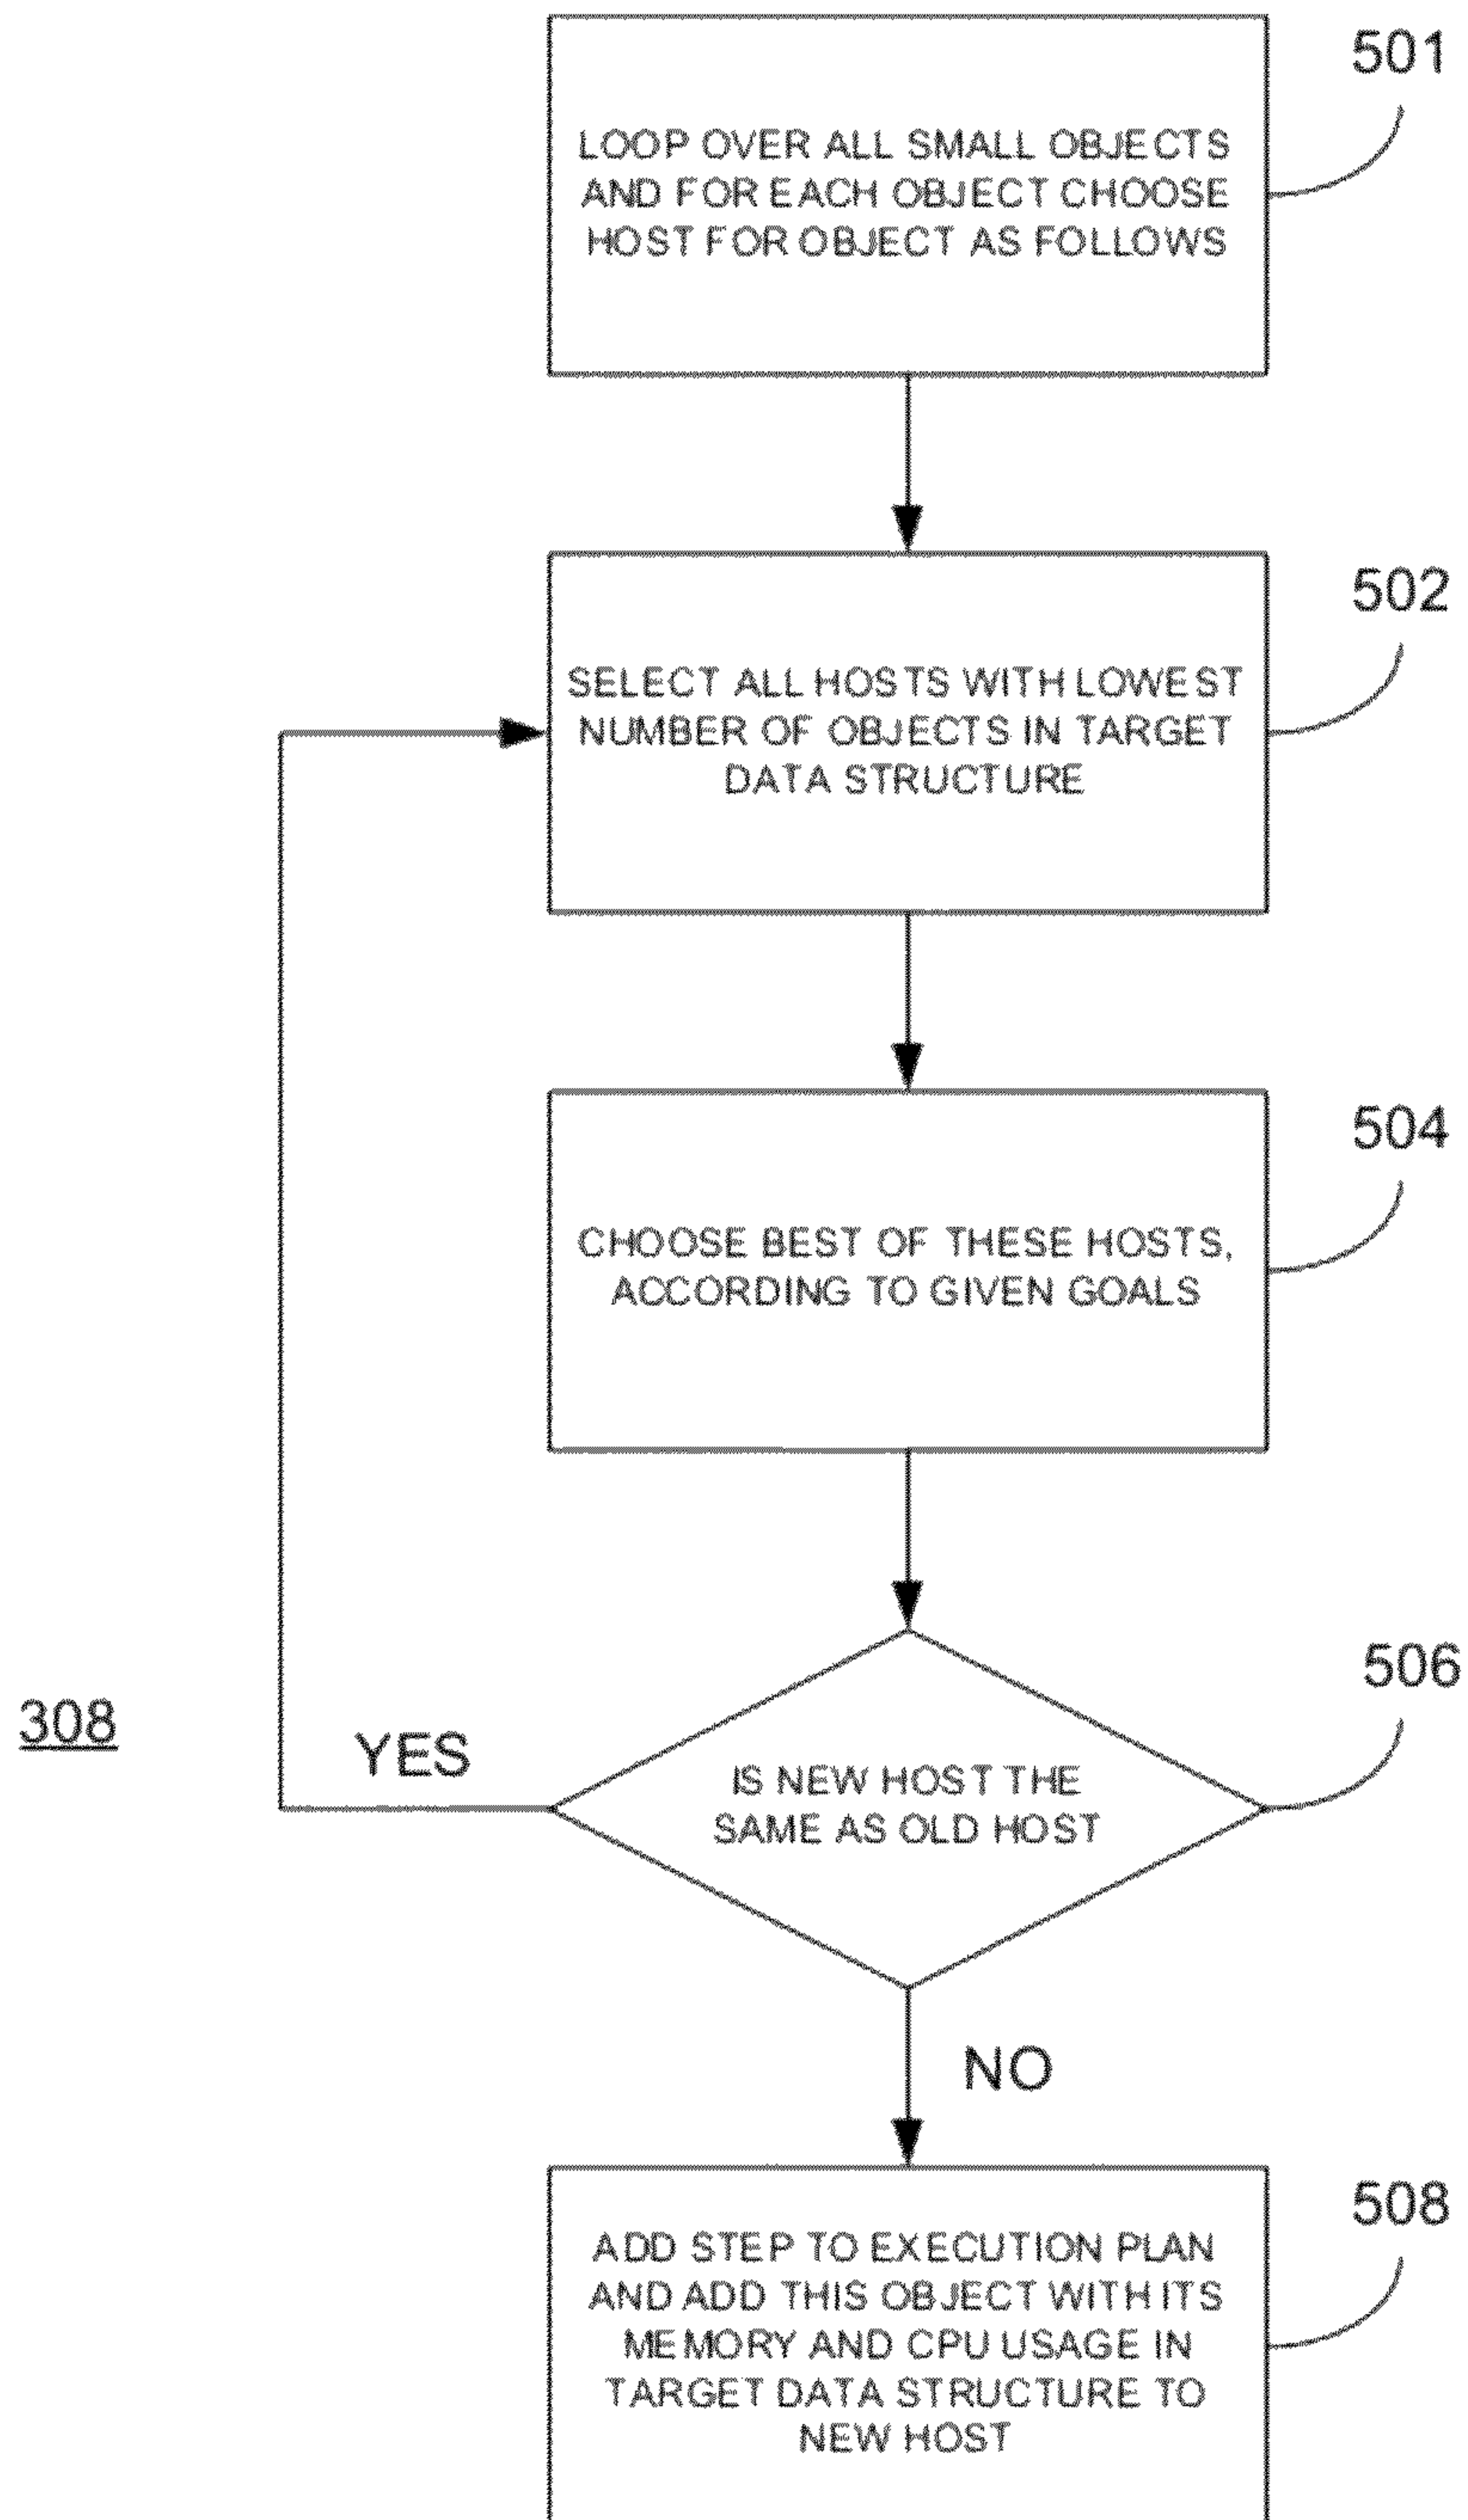 501
LOOP OVER ALL SMALL OBJECTS
AND FOR EACH OBJECT CHOOSE
HOST FOR OBJECT AS FOLLOWS
502
SELECT ALL HOSTS WITH LOWEST
NUMBER OF OBJECTS IN TARGET
DATA STRUCTURE
504
CHOOSE BEST OF THESE HOSTS,
ACCORDING TO GIVEN GOALS
506
308
YES
IS NEW HOST THE
SAME AS OLD HOST
NO
508
ADD STEP TO EXECUTION PLAN
AND ADD THIS OBJECT WITH ITS
MEMORY AND CPU USAGE IN
TARGET DATA STRUCTURE TO
NEW HOST